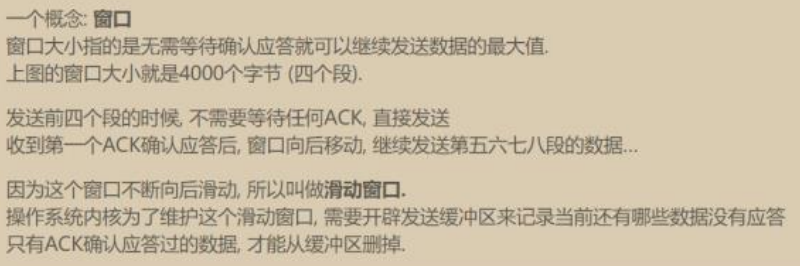 一个概念: 窗口
窗口大小指的是无需等待确认应答就可以继续发送数据的最大值.
上图的窗口大小就是4000个字节 (四个段).
发送前四个段的时候, 不需要等待任何ACK, 直接发送
收到第一个ACK确认应答后, 窗口向后移动, 继续发送第五六七八段的数据...
因为这个窗口不断向后滑动, 所以叫做滑动窗口.
操作系统内核为了维护这个滑动窗口, 需要开辟发送缓冲区来记录当前还有哪些数据没有应答
只有ACK确认应答过的数据, 才能从缓冲区删掉.